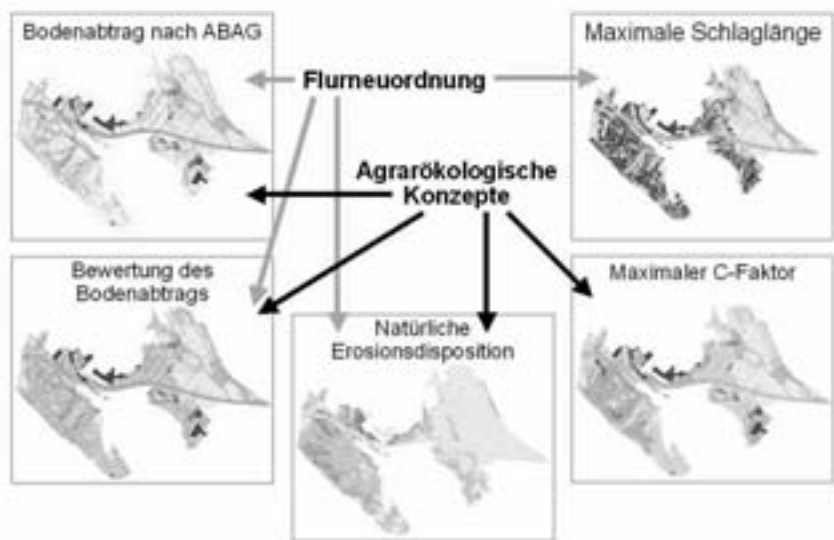 Bodenabtrag nach ABAG
Maximale Schlaglänge
Flurneuordnung
Agrarökologische
Konzepte
Bewertung des
Bodenabtrags
Maximaler C-Faktor
Natürliche
Erosionsdisposition